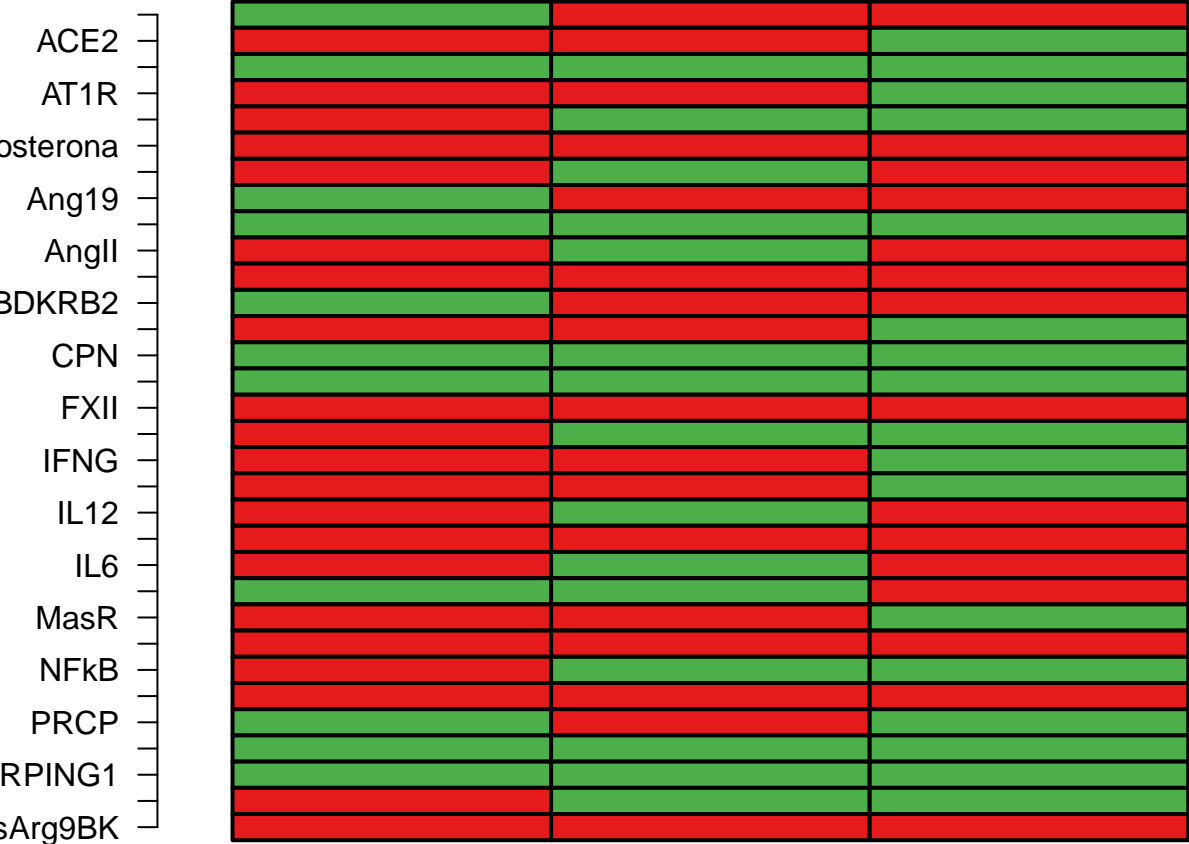 ACE2
AT1R
osterona
Ang19
AngII
BDKRB2
CPN
FXII
IFNG
IL12
IL6
MasR
NFkB
PRCP
RPING1
sArg9BK